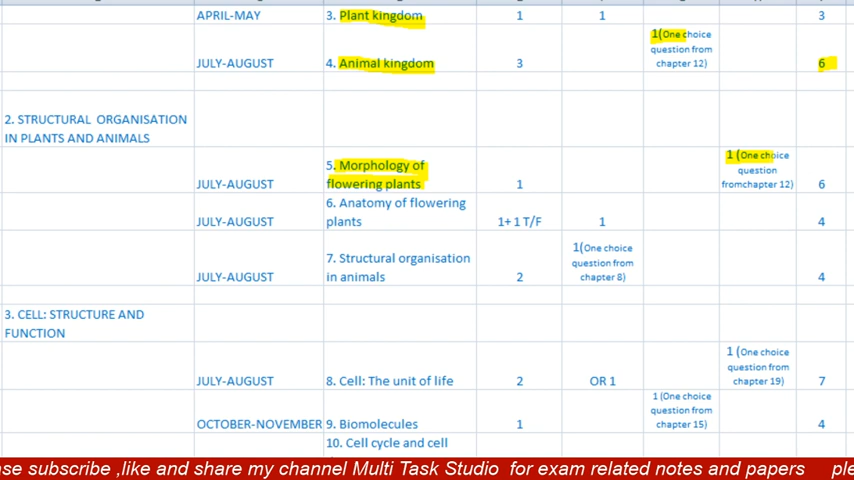 APRIL-MAY 3. Plant kingdom 1 1 3
1(One choice
question from
JULY-AUGUST 4. Animal kingdom 3 chapter 12) 6
2. STRUCTURAL ORGANISATION
IN PLANTS AND ANIMALS
5. Morphology of 1 (One choice
question
JULY-AUGUST flowering plants 1 fromchapter 12) 6
6. Anatomy of flowering
JULY-AUGUST plants 1+ 1 T/F 1 4
7. Structural organisation 1(One choice
question from
JULY-AUGUST in animals 2 chapter 8) 4
3. CELL: STRUCTURE AND
FUNCTION
1 (One choice
question from
JULY-AUGUST 8. Cell: The unit of life 2 OR 1 chapter 19) 7
1 (One choice
question from
OCTOBER-NOVEMBER 9. Biomolecules 1 chapter 15) 4
10. Cell cycle and cell
se subscribe ,like and share my channel Multi Task Studio for exam related notes and papers ple